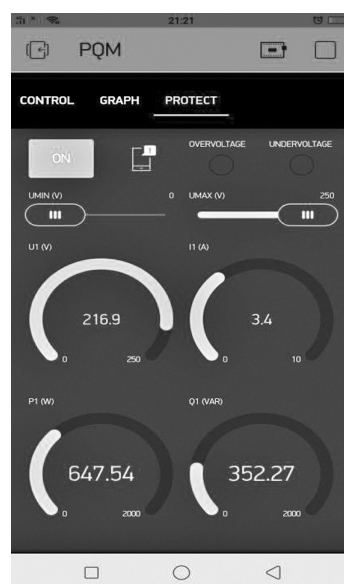 21:21
PQM
CONTROL GRAPH PROTECT
ON
OVERVOLTAGE UNDERVOLTAGE
UMIN (V) 0 UMAX (V) 250
U1 (V) I1 (A)
216.9 3.4
0 250 0 10
P1 (W) Q1 (VAR)
647.54 352.27
0 2000 0 2000